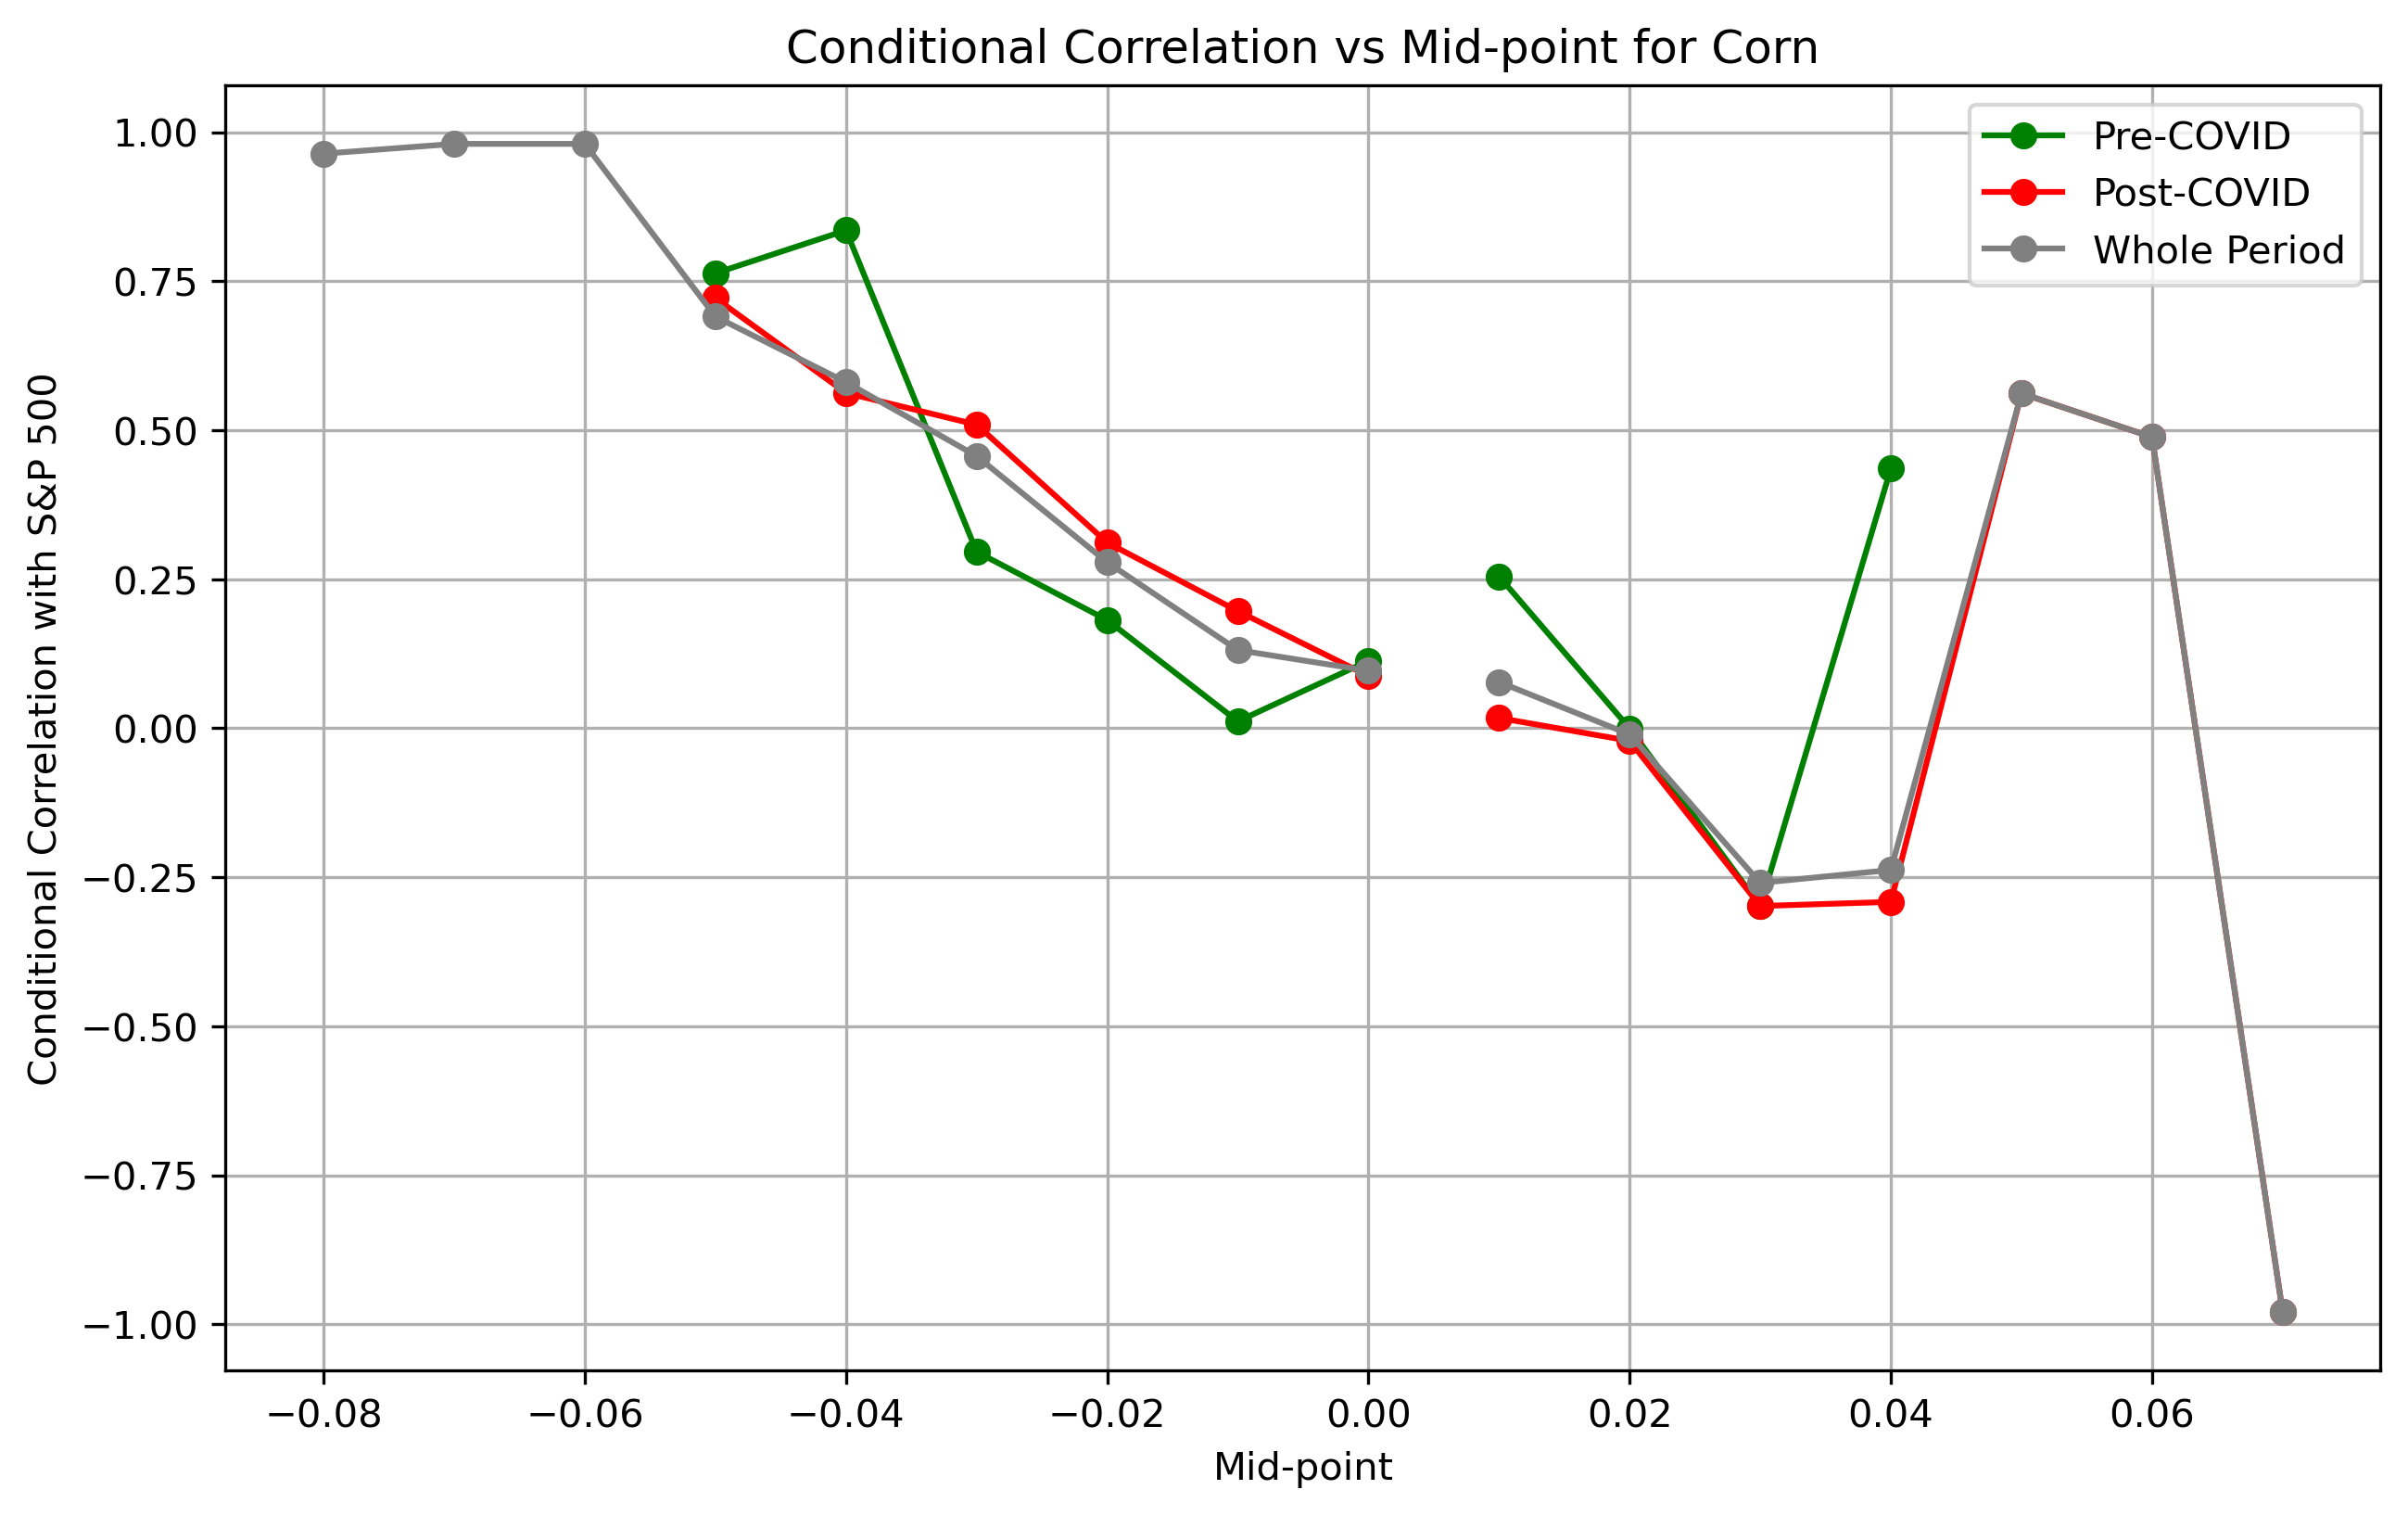 Conditional Correlation vs Mid-point for Corn
Pre-COVID
Post-COVID
Whole Period
Conditional Correlation with S&P 500
1.00
0.75
0.50
0.25
0.00
−0.25
−0.50
−0.75
−1.00
−0.08 −0.06 −0.04 −0.02 0.00 0.02 0.04 0.06
Mid-point